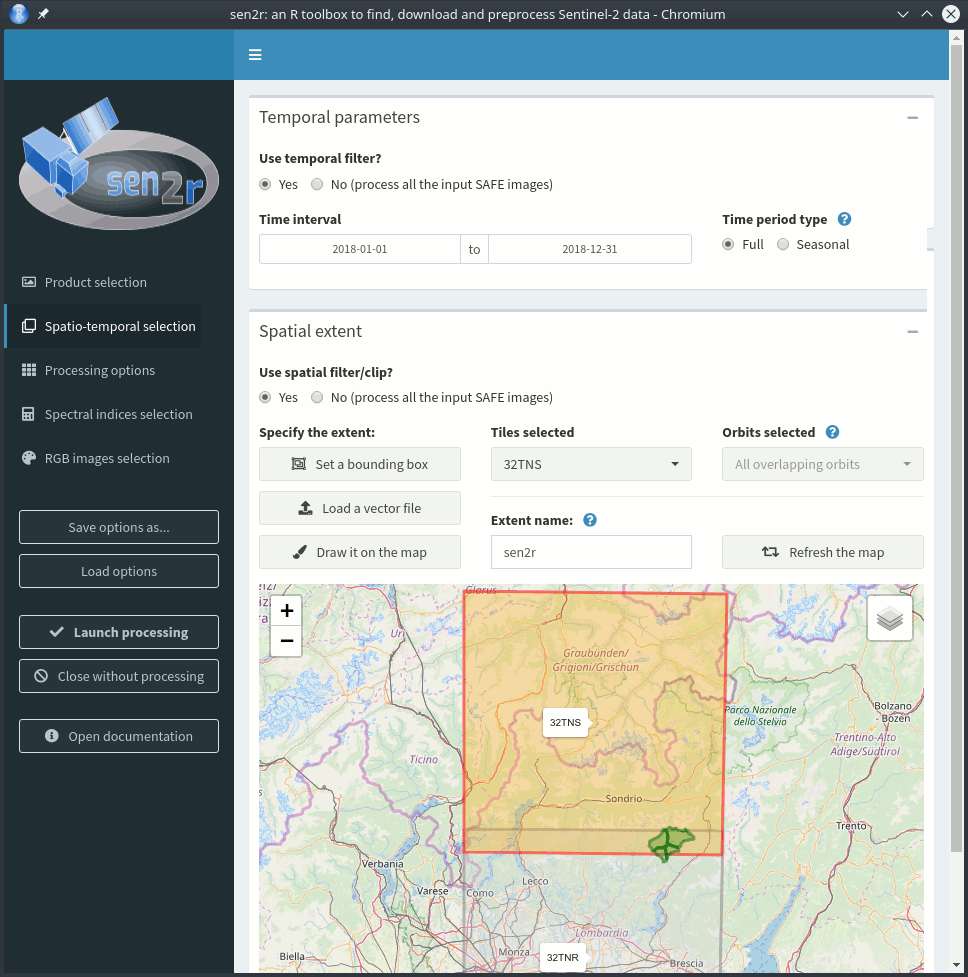 sen2r: an R toolbox to find, download and preprocess Sentinel-2 data - Chromium
sen2r
Product selection
Spatio-temporal selection
Processing options
Spectral indices selection
RGB images selection
Save options as...
Load options
Launch processing
Close without processing
Open documentation
Temporal parameters
Use temporal filter?
Yes No (process all the input SAFE images)
Time interval
2018-01-01 to 2018-12-31
Time period type
Full Seasonal
Spatial extent
Use spatial filter/clip?
Yes No (process all the input SAFE images)
Specify the extent:
Set a bounding box
Load a vector file
Draw it on the map
Tiles selected
32TNS
Orbits selected
All overlapping orbits
Extent name:
sen2r
Refresh the map
+
−
Glarus
Uri
Graubünden/
Grigioni/Grischun
32TNS
Parco Nazionale
dello Stelvio
Bolzano
- Bozen
Trentino-Alto
Adige/Südtirol
Ticino
Sondrio
Trento
Verbania
Varese
Como
Lecco
Lombardia
Biella
Monza
32TNR
Brescia